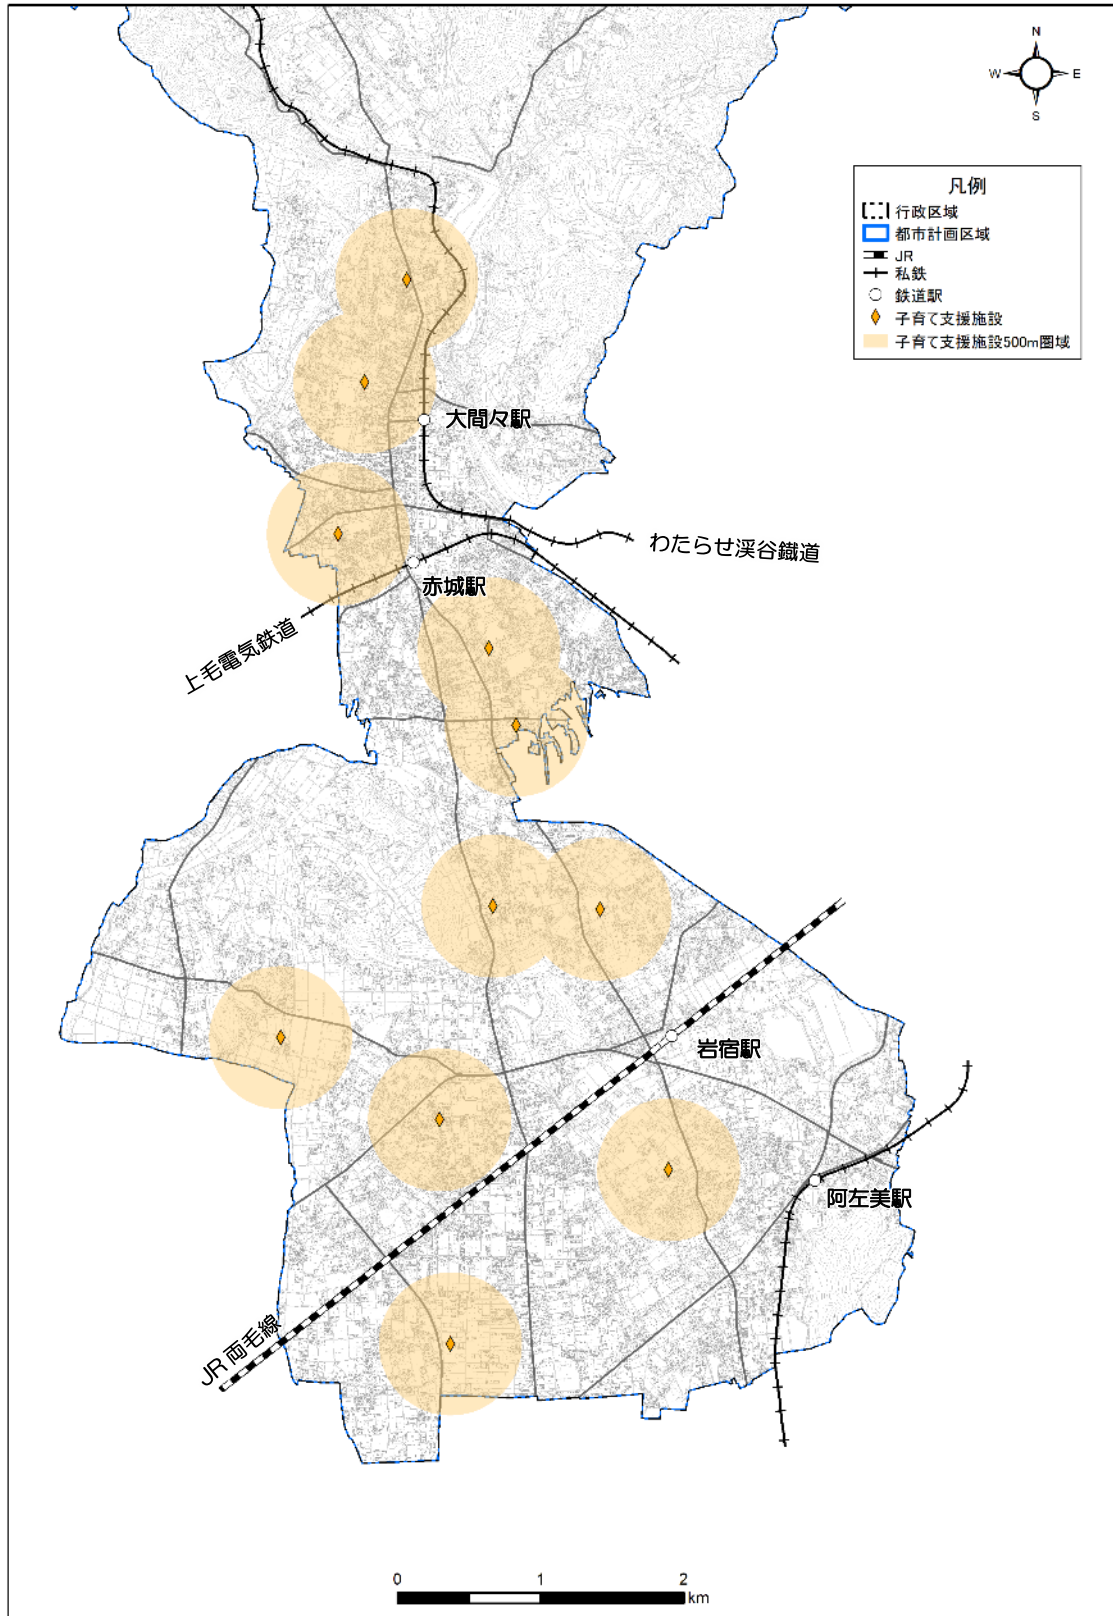 N
W E
S
凡例
行政区域
都市計画区域
JR
私鉄
鉄道駅
子育て支援施設
子育て支援施設500m圏域
大間々駅
わたらせ渓谷鐵道
赤城駅
上毛電気鉄道
岩宿駅
阿左美駅
JR両毛線
0 1 2
km